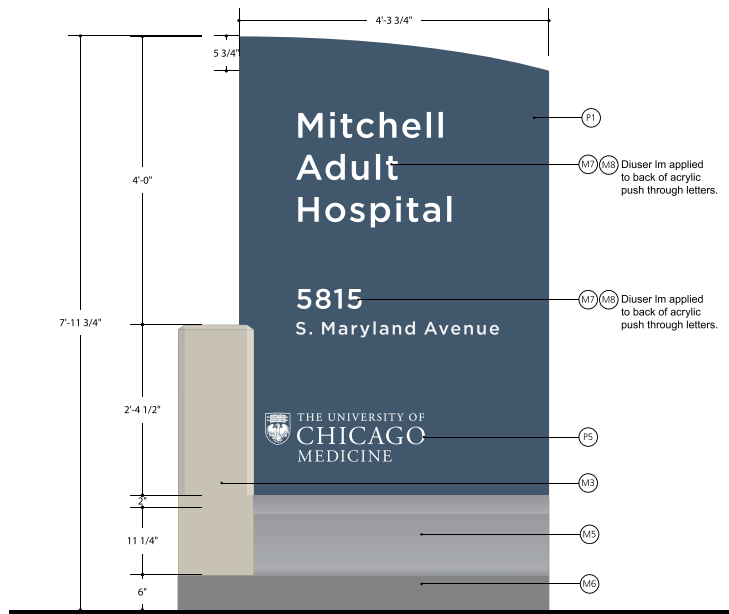 4'-3 3/4"
5 3/4"
Mitchell
Adult
Hospital
P1
M7 M8 Diuser lm applied
to back of acrylic
push through letters.
4'-0"
5815
S. Maryland Avenue
M7 M8 Diuser lm applied
to back of acrylic
push through letters.
7'-11 3/4"
2'-4 1/2"
THE UNIVERSITY OF
CHICAGO
MEDICINE
P5
M3
2"
11 1/4"
M5
M6
6"